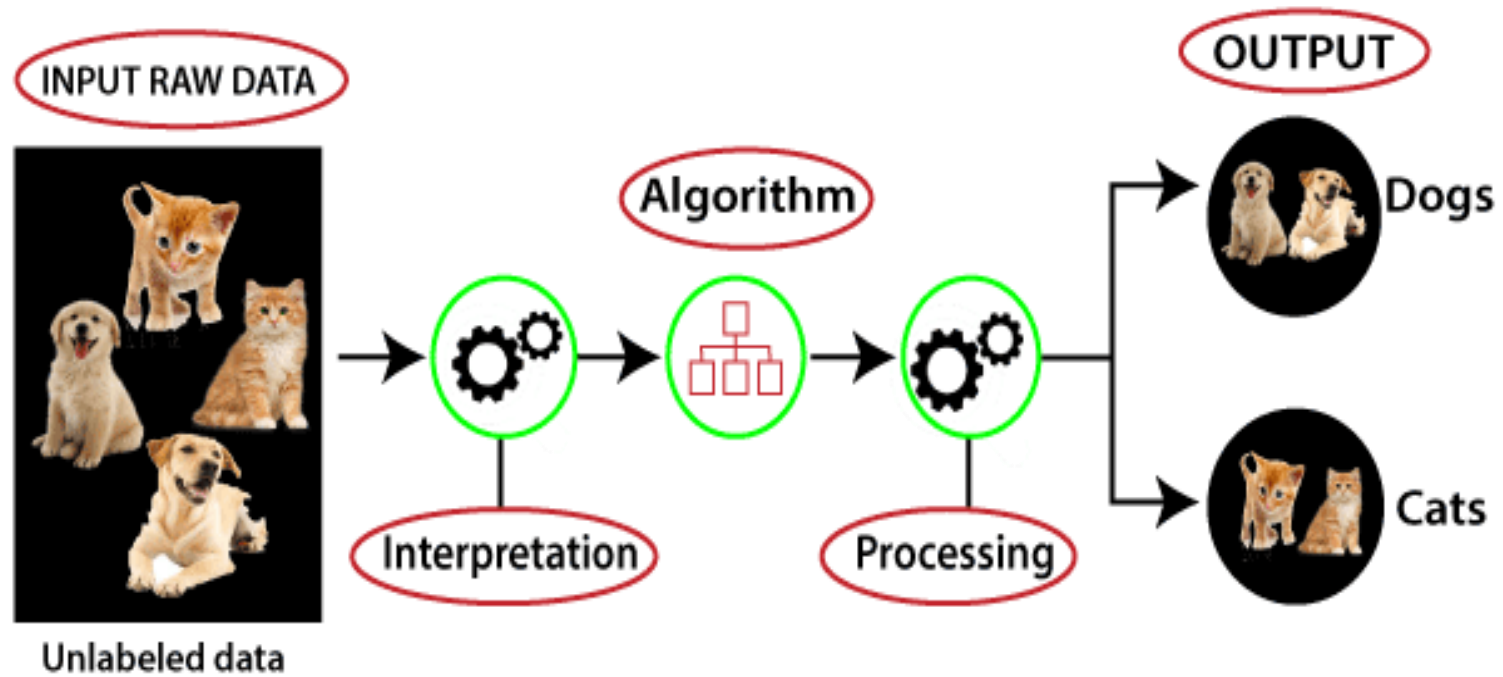 INPUT RAW DATA
Unlabeled data
Interpretation
Algorithm
Processing
OUTPUT
Dogs
Cats